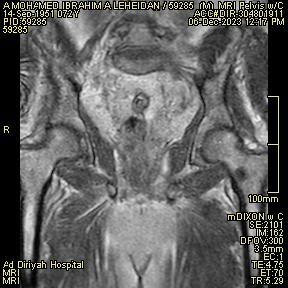 A MOHAMED IBRAHIM A LEHEIDAN / 59285 (M) MRI Pelvis w/C
14-Sep-1951 072Y ACC#DIR-304801911
PID:59285 06-Dec-2023 12:17 PM
59285
R
100mm
mDIXON w C
SE:2101
IM:162
DFOV:300
3.5mm
EC:1
Ad Diriyah Hospital TE:4.75
MRI ET:70
MRI TR:5.29